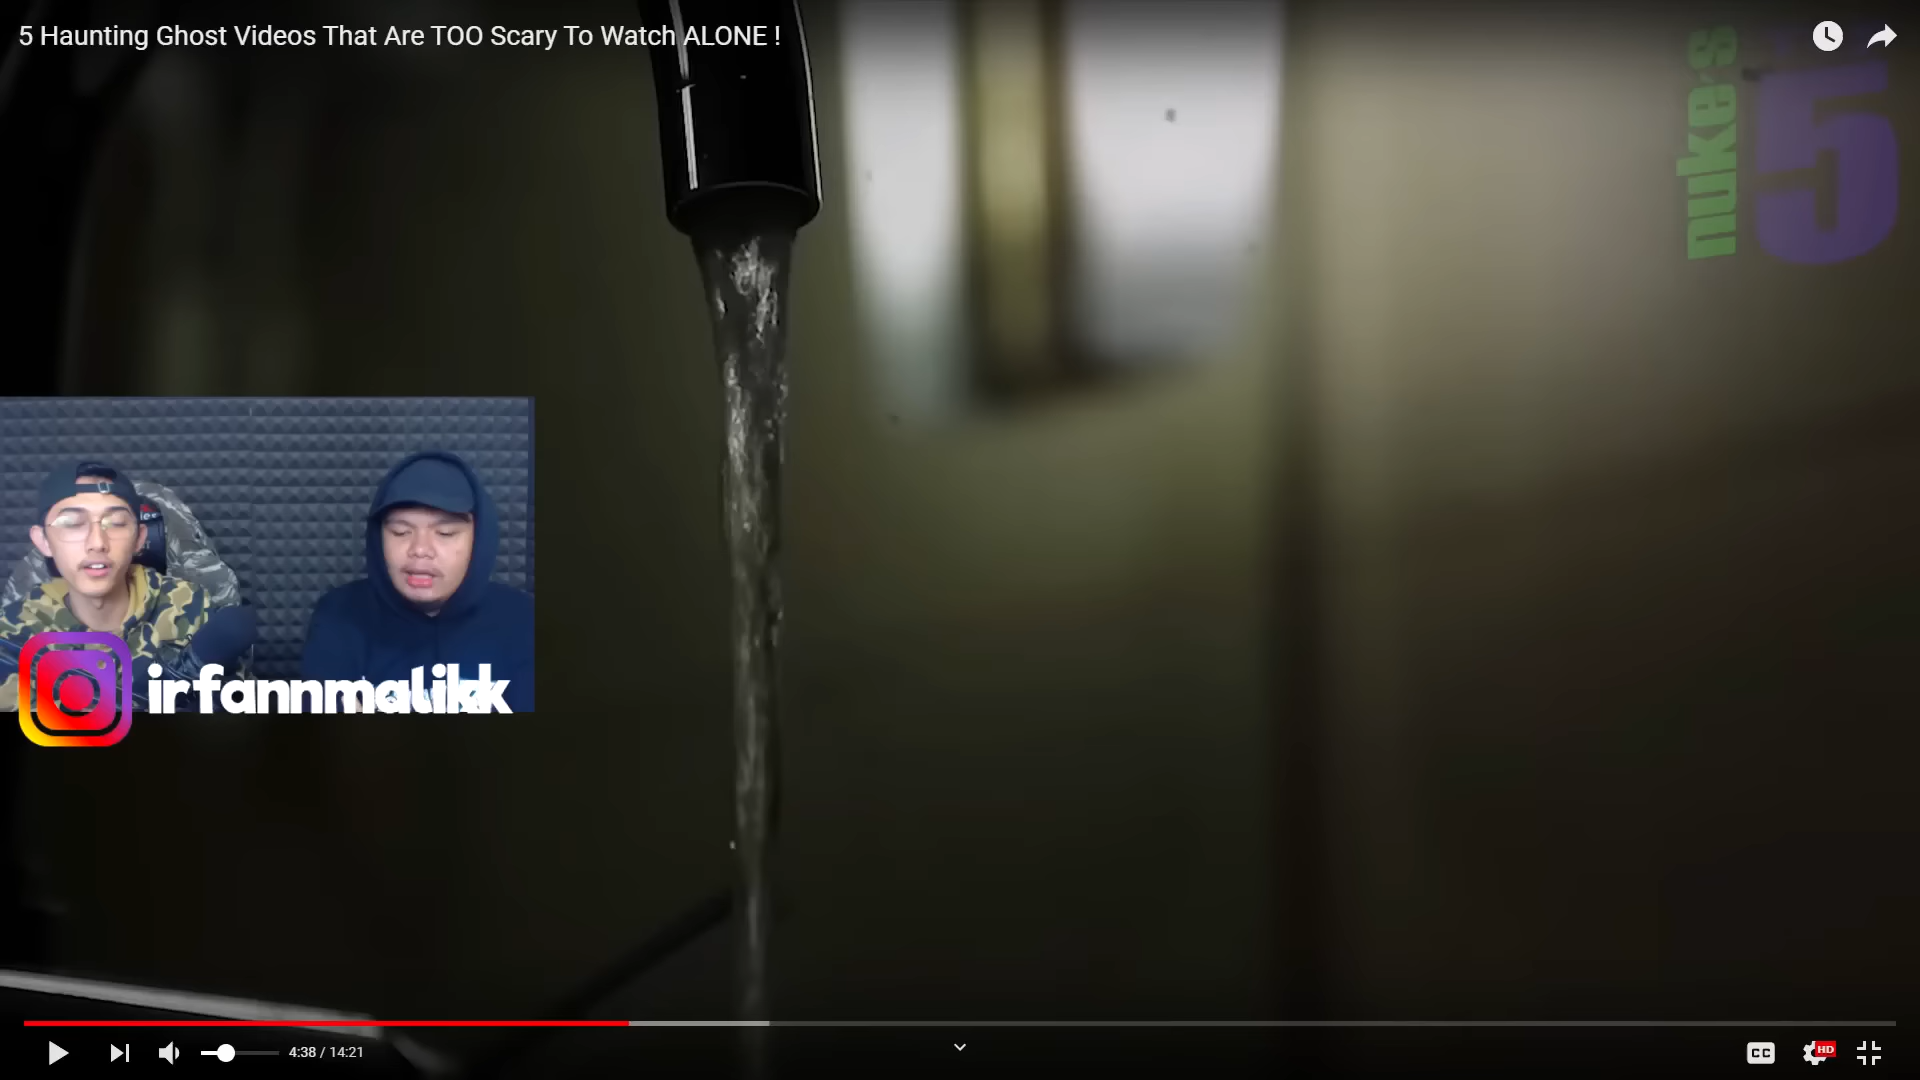 5 Haunting Ghost Videos That Are TOO Scary To Watch ALONE !
nuke's
5
irfannmalikk
4:38 / 14:21
CC
HD